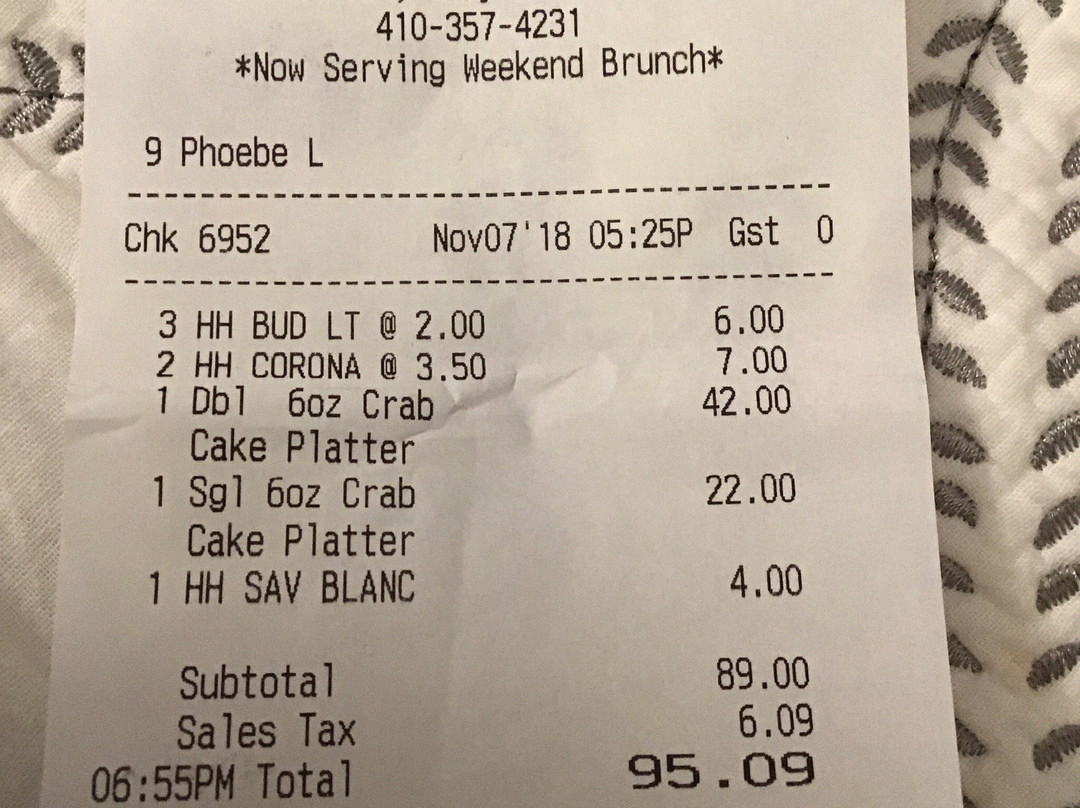 410-357-4231
*Now Serving Weekend Brunch*
9 Phoebe L
----------------------------------------
Chk 6952 Nov07'18 05:25P Gst 0
----------------------------------------
3 HH BUD LT @ 2.00 6.00
2 HH CORONA @ 3.50 7.00
1 Dbl 6oz Crab 42.00
Cake Platter
1 Sgl 6oz Crab 22.00
Cake Platter
1 HH SAV BLANC 4.00
Subtotal 89.00
Sales Tax 6.09
06:55PM Total 95.09